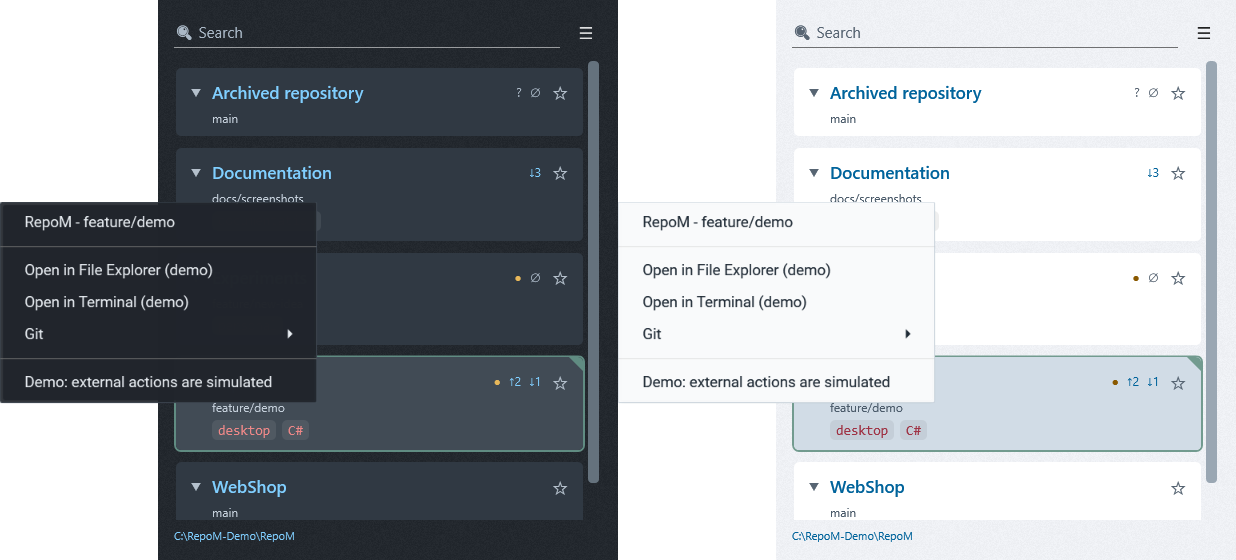 Search
Archived repository ?
main
Documentation ↓3
docs/screenshots
RepoM - feature/demo
Open in File Explorer (demo)
Open in Terminal (demo)
Git
Demo: external actions are simulated
↑2 ↓1
feature/demo
desktop C#
WebShop
main
C:\RepoM-Demo\RepoM
Search
Archived repository ?
main
Documentation ↓3
docs/screenshots
RepoM - feature/demo
Open in File Explorer (demo)
Open in Terminal (demo)
Git
Demo: external actions are simulated
↑2 ↓1
feature/demo
desktop C#
WebShop
main
C:\RepoM-Demo\RepoM